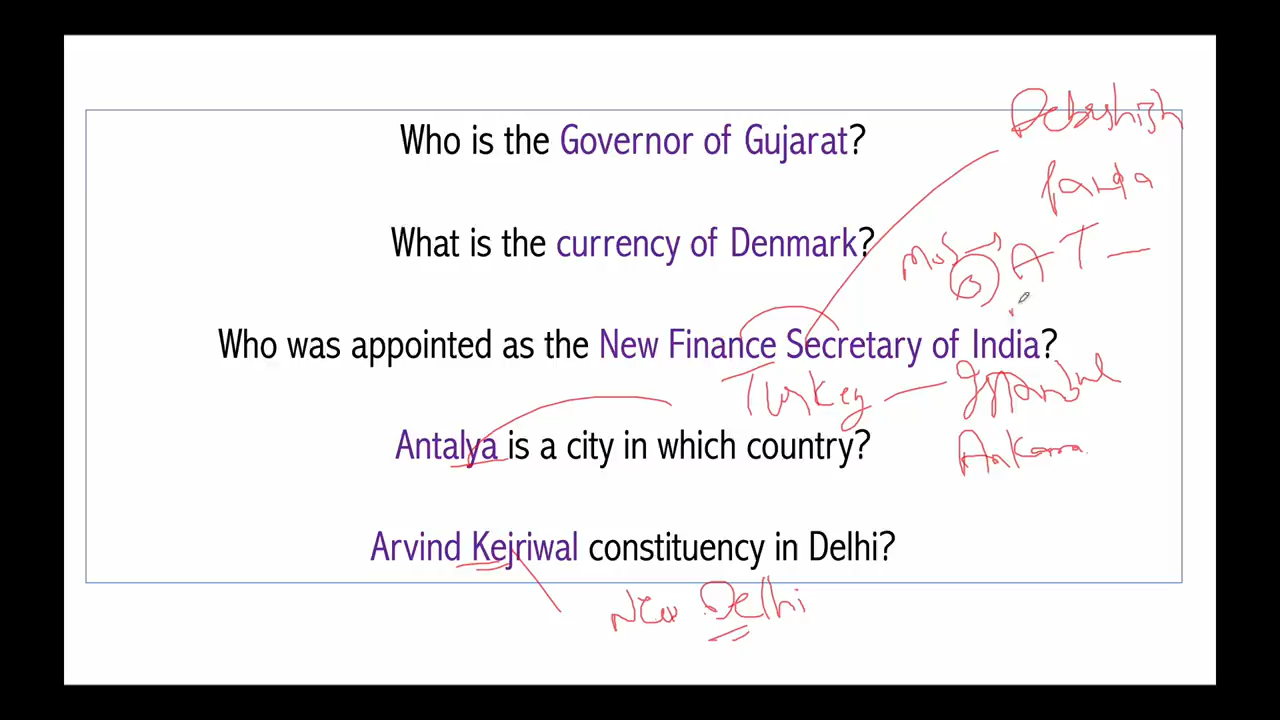 Debashish
Who is the Governor of Gujarat?
Panda
What is the currency of Denmark?
A T —
Who was appointed as the New Finance Secretary of India?
Turkey — Istanbul
Antalya is a city in which country?
Ankara
Arvind Kejriwal constituency in Delhi?
New Delhi